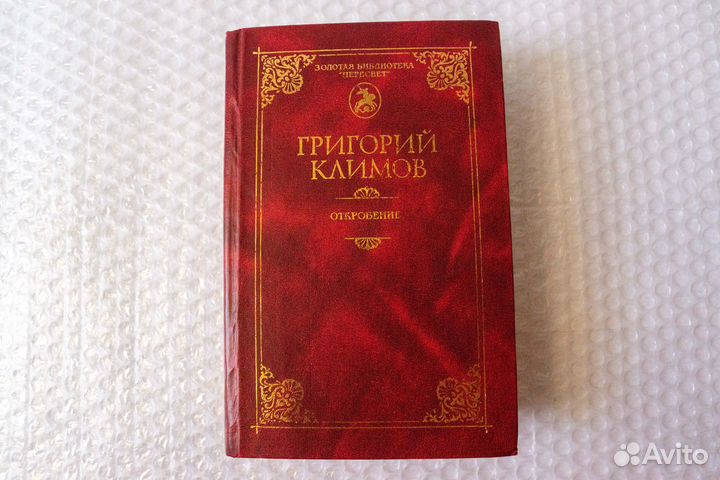 ЗОЛОТАЯ БИБЛИОТЕКА
"ПЕРЕСВЕТ"
ГРИГОРИЙ
КЛИМОВ
ОТКРОВЕНИЕ
Avito